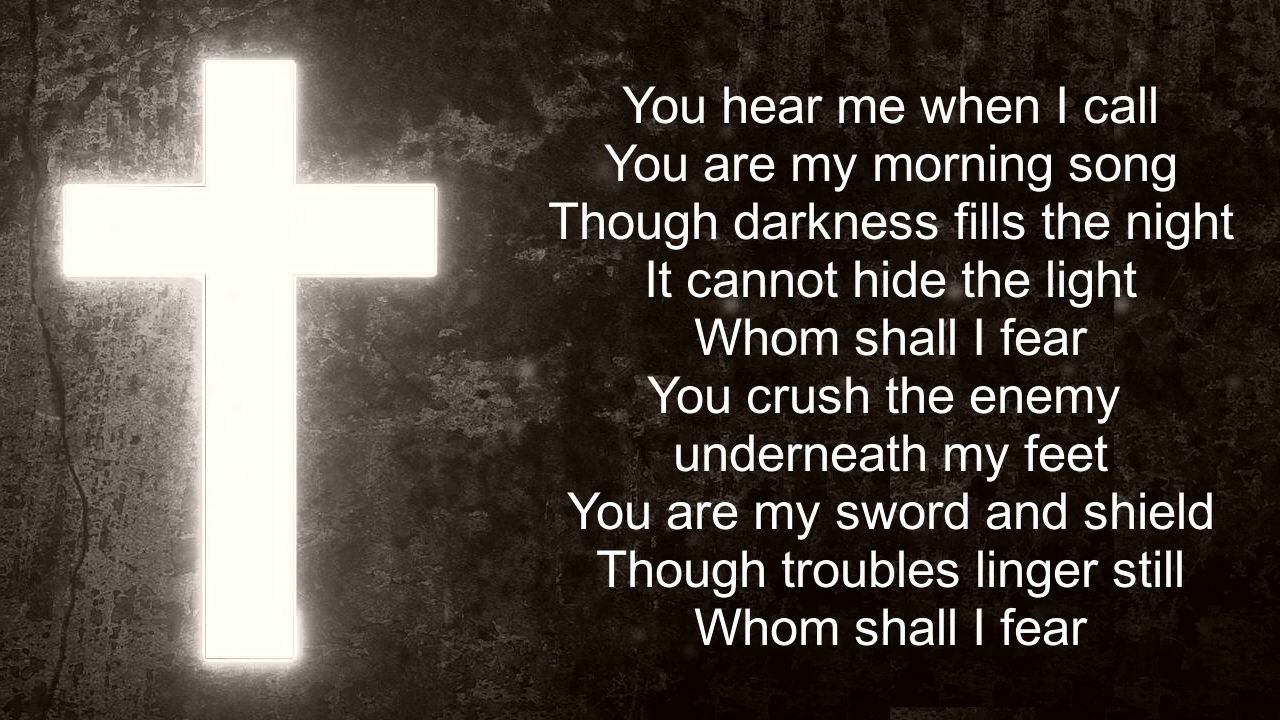 You hear me when I call
You are my morning song
Though darkness fills the night
It cannot hide the light
Whom shall I fear
You crush the enemy
underneath my feet
You are my sword and shield
Though troubles linger still
Whom shall I fear